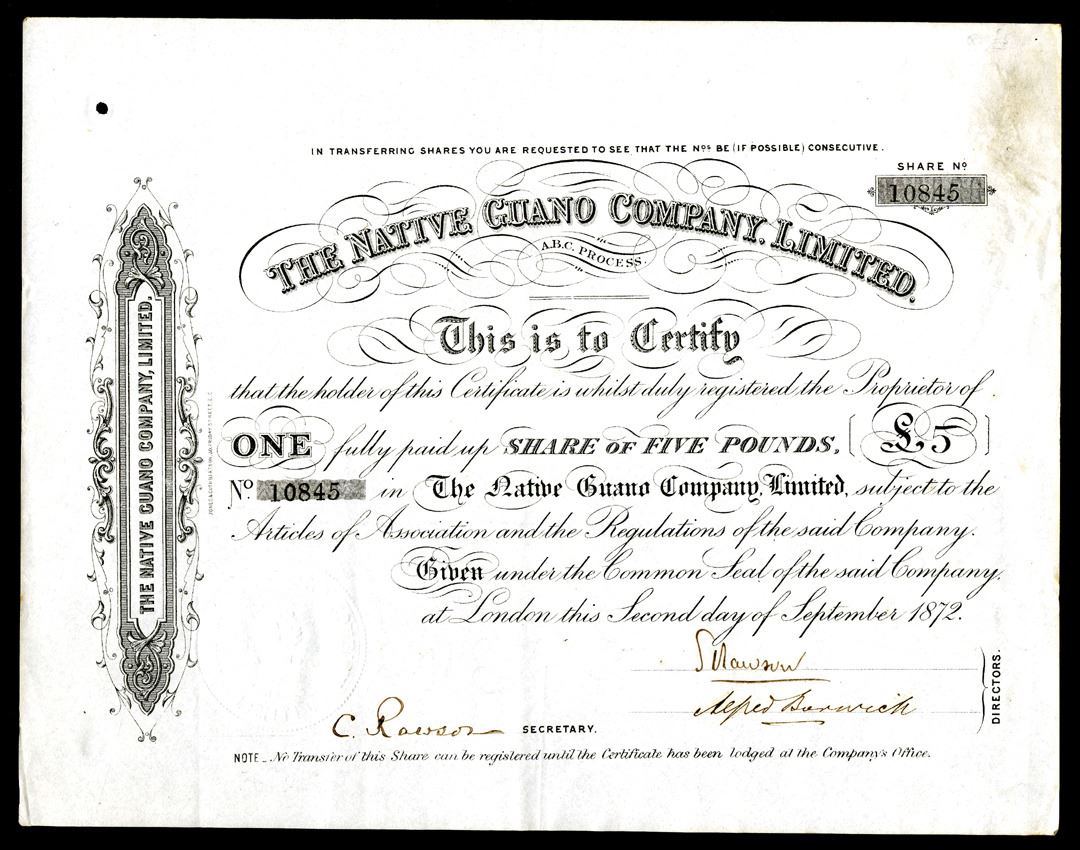 IN TRANSFERRING SHARES YOU ARE REQUESTED TO SEE THAT THE Nos BE (IF POSSIBLE) CONSECUTIVE.
SHARE No
10845
THE NATIVE GUANO COMPANY, LIMITED.
A.B.C. PROCESS.
This is to Certify
that the holder of this Certificate is whilst duly registered the Proprietor of
ONE fully paid up SHARE OF FIVE POUNDS, £5
No 10845 in The Native Guano Company, Limited, subject to the
Articles of Association and the Regulations of the said Company.
Given under the Common Seal of the said Company,
at London this Second day of September 1872.
Rawson
Alfred Barwick
DIRECTORS.
C. Rawson SECRETARY.
NOTE _ No Transfer of this Share can be registered until the Certificate has been lodged at the Company's Office.
THE NATIVE GUANO COMPANY, LIMITED,